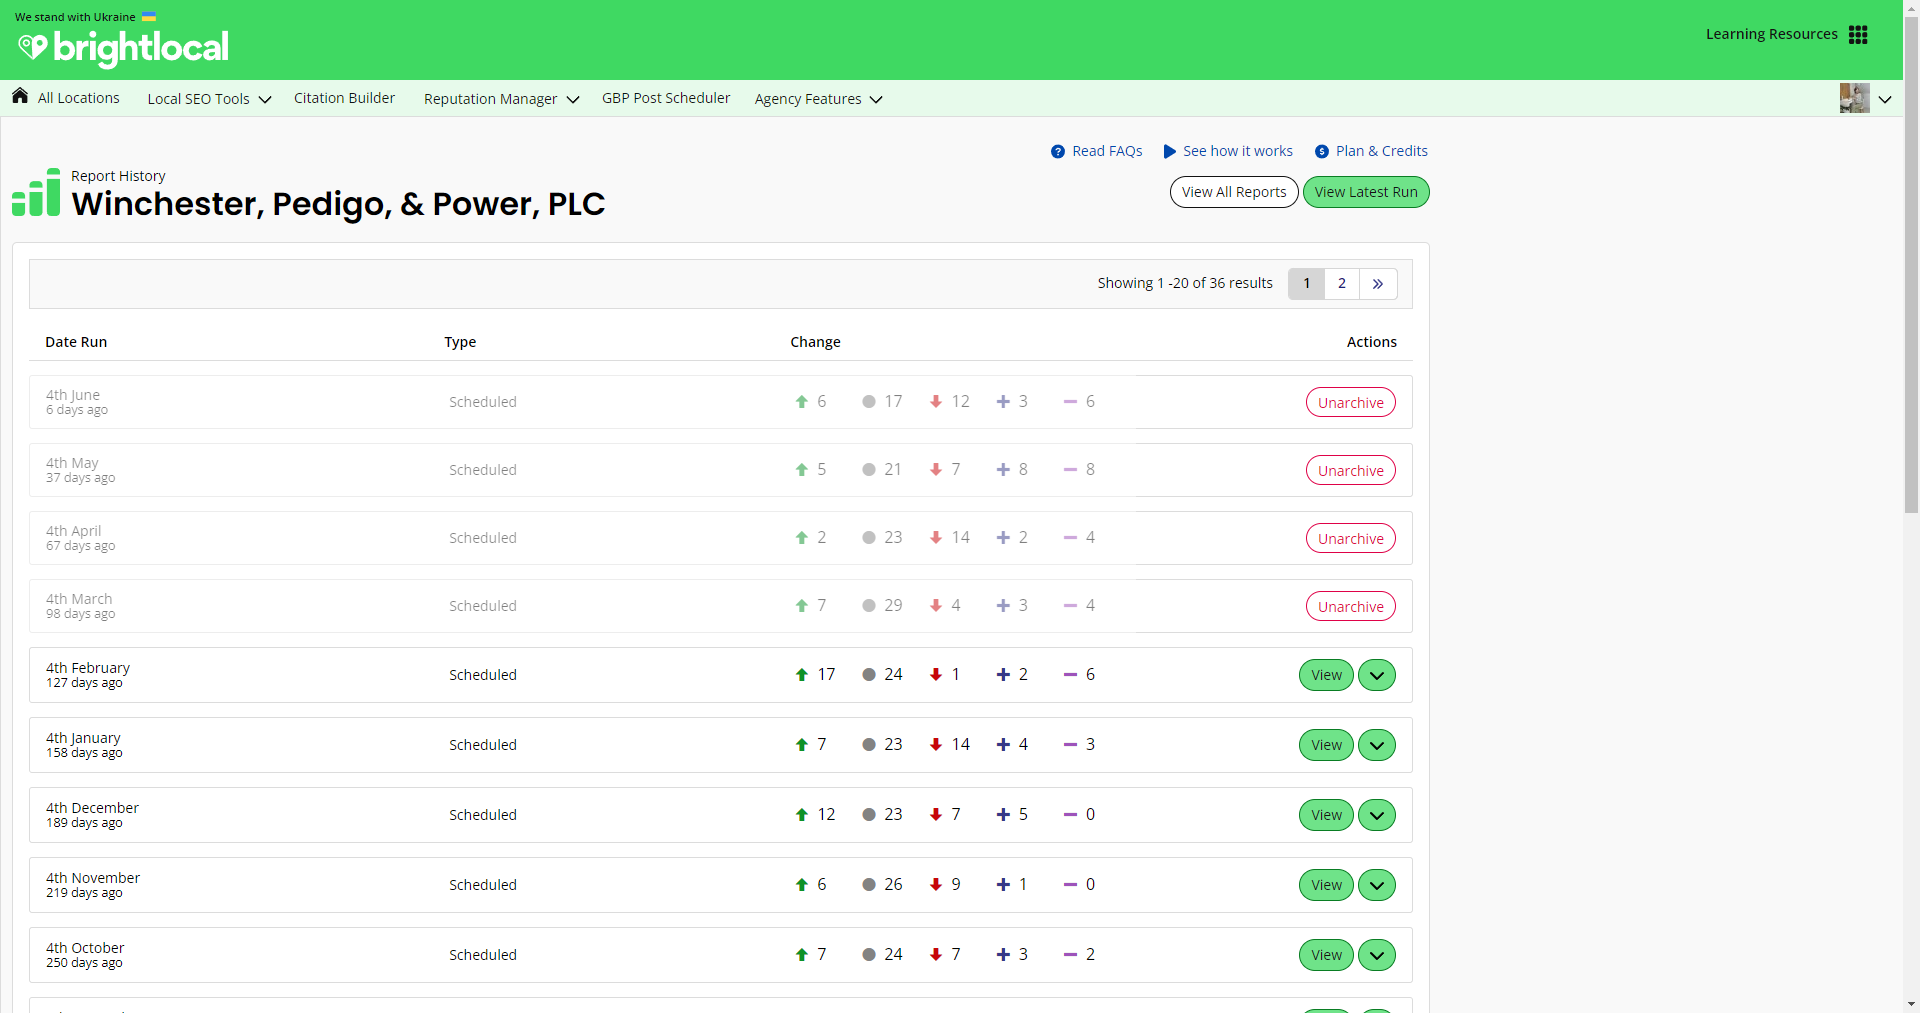 We stand with Ukraine
brightlocal
Learning Resources
All Locations Local SEO Tools Citation Builder Reputation Manager GBP Post Scheduler Agency Features
Read FAQs See how it works Plan & Credits
Report History
Winchester, Pedigo, & Power, PLC
View All Reports View Latest Run
Showing 1 -20 of 36 results 1 2 »
Date Run Type Change Actions
4th June
6 days ago
Scheduled 6 17 12 3 6 Unarchive
4th May
37 days ago
Scheduled 5 21 7 8 8 Unarchive
4th April
67 days ago
Scheduled 2 23 14 2 4 Unarchive
4th March
98 days ago
Scheduled 7 29 4 3 4 Unarchive
4th February
127 days ago
Scheduled 17 24 1 2 6 View
4th January
158 days ago
Scheduled 7 23 14 4 3 View
4th December
189 days ago
Scheduled 12 23 7 5 0 View
4th November
219 days ago
Scheduled 6 26 9 1 0 View
4th October
250 days ago
Scheduled 7 24 7 3 2 View